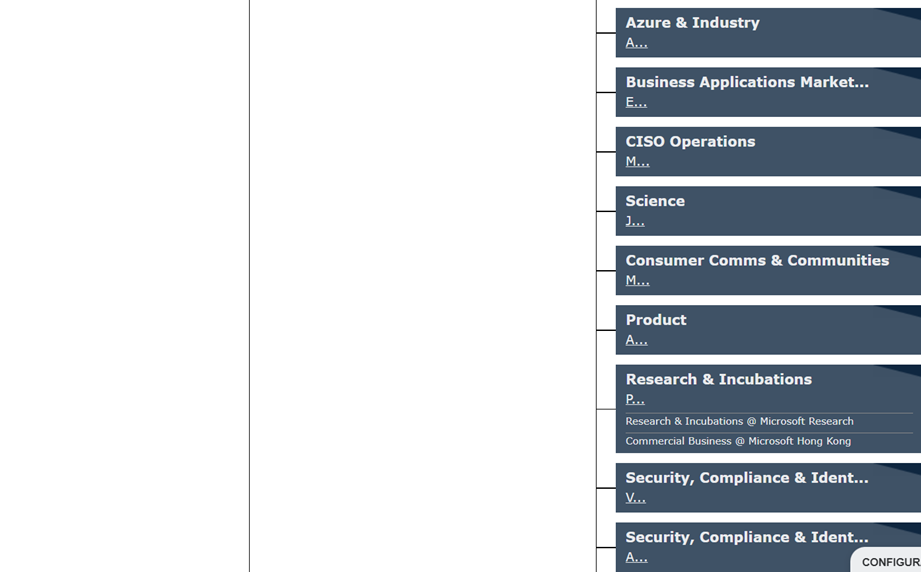 Azure & Industry
A...
Business Applications Market...
E...
CISO Operations
M...
Science
J...
Consumer Comms & Communities
M...
Product
A...
Research & Incubations
P...
Research & Incubations @ Microsoft Research
Commercial Business @ Microsoft Hong Kong
Security, Compliance & Ident...
V...
Security, Compliance & Ident...
A...
CONFIGUR